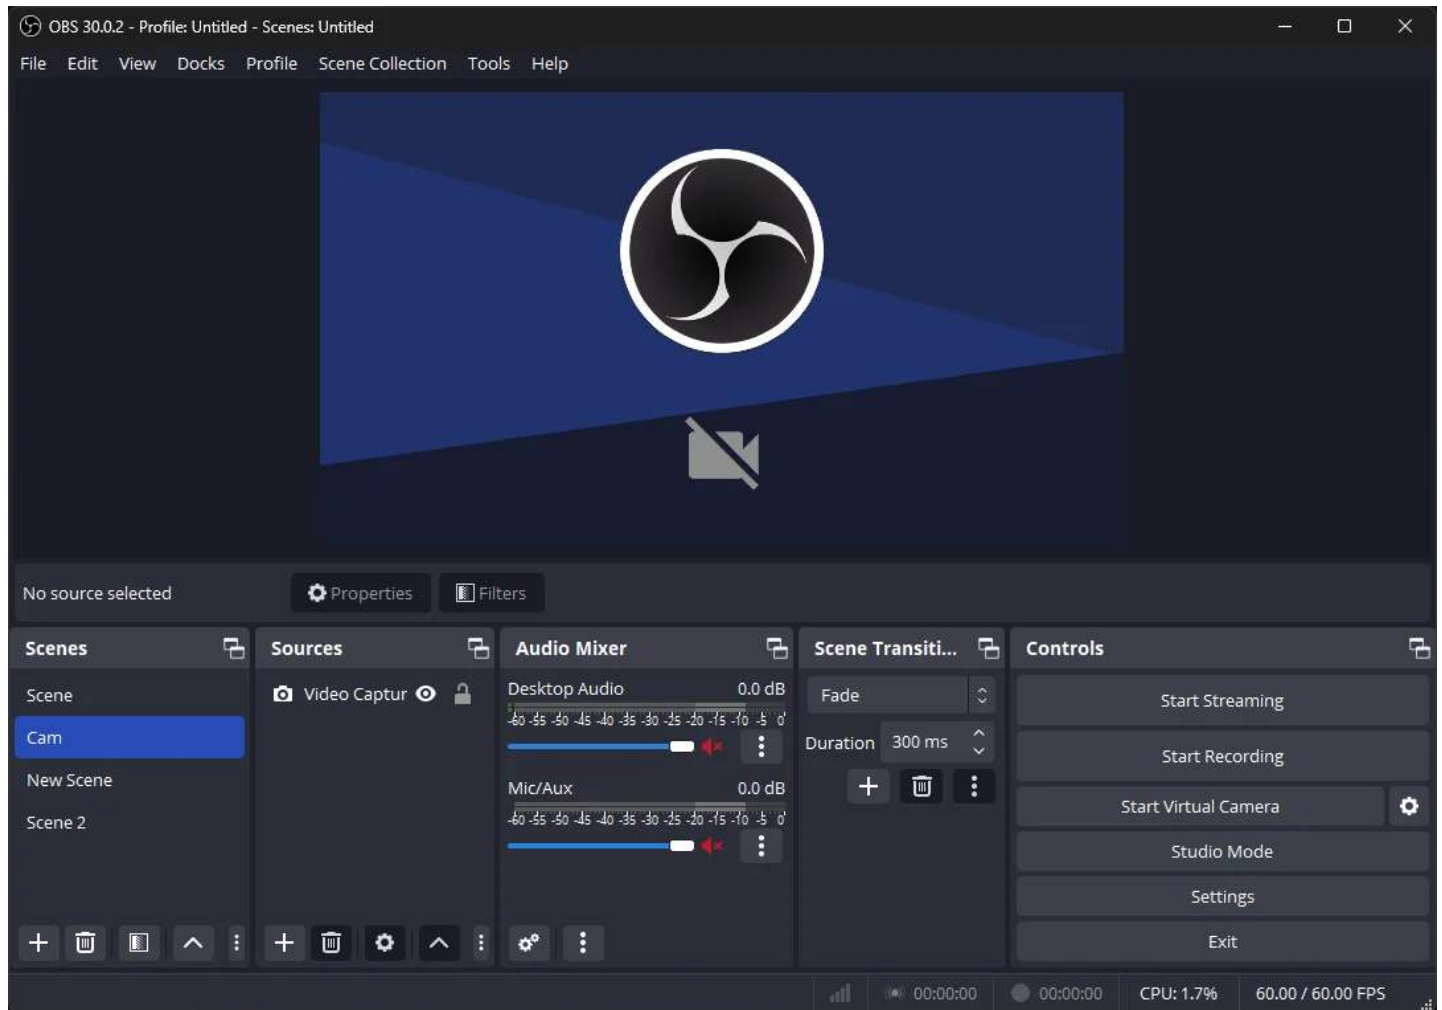 OBS 30.0.2 - Profile: Untitled - Scenes: Untitled
File Edit View Docks Profile Scene Collection Tools Help
No source selected Properties Filters
Scenes
Scene
Cam
New Scene
Scene 2
Sources
Video Captur
Audio Mixer
Desktop Audio 0.0 dB
-60 -55 -50 -45 -40 -35 -30 -25 -20 -15 -10 -5 0
Mic/Aux 0.0 dB
-60 -55 -50 -45 -40 -35 -30 -25 -20 -15 -10 -5 0
Scene Transiti...
Fade
Duration 300 ms
Controls
Start Streaming
Start Recording
Start Virtual Camera
Studio Mode
Settings
Exit
00:00:00 00:00:00 CPU: 1.7% 60.00 / 60.00 FPS